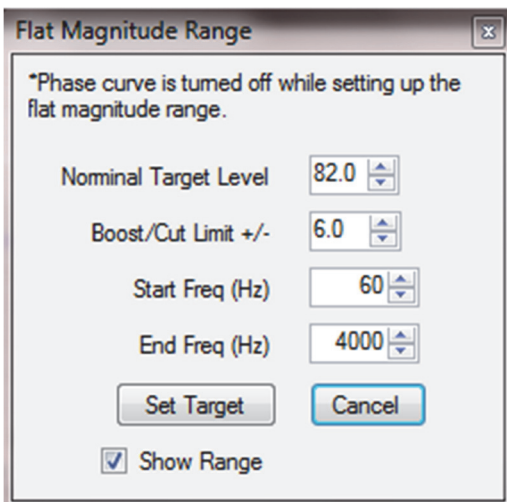 Flat Magnitude Range
*Phase curve is turned off while setting up the
flat magnitude range.
Nominal Target Level 82.0
Boost/Cut Limit +/- 6.0
Start Freq (Hz) 60
End Freq (Hz) 4000
Set Target Cancel
Show Range